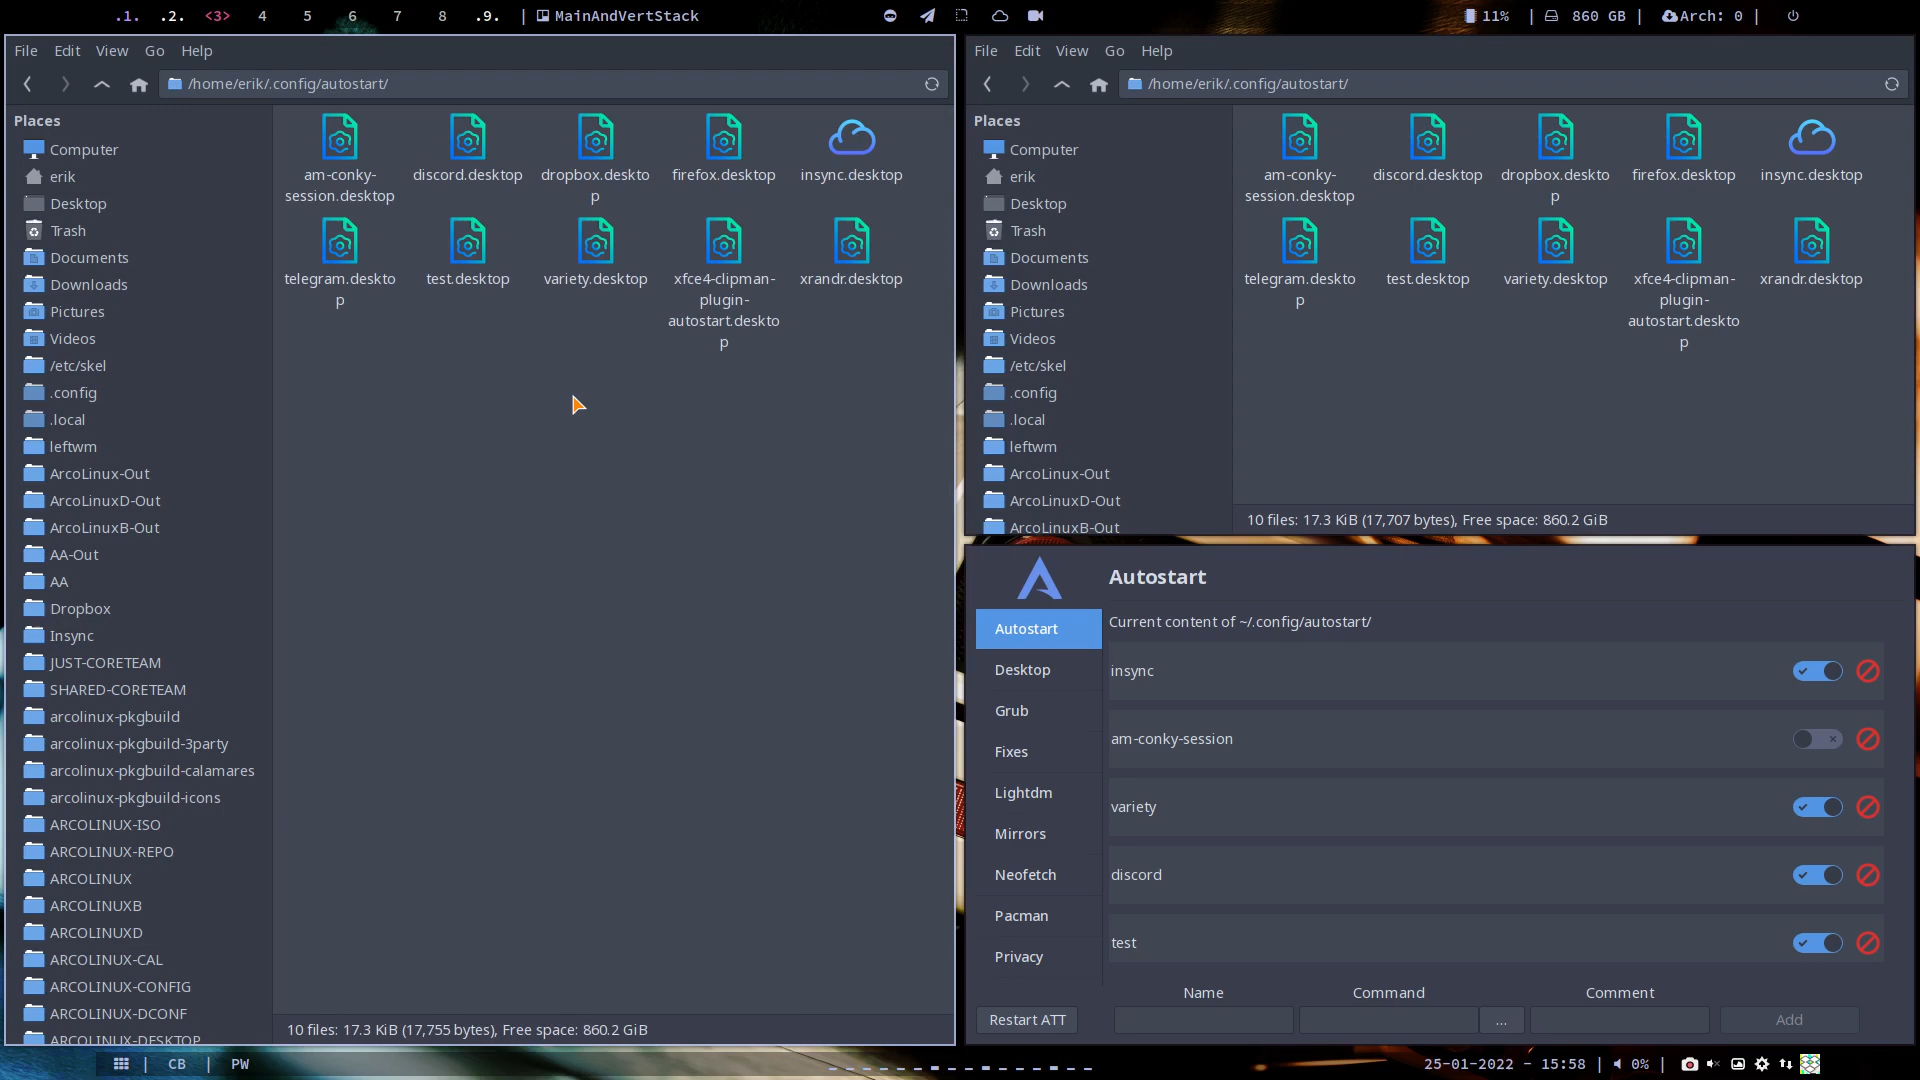 .1. .2. <3> 4 5 6 7 8 .9. | MainAndVertStack
11% | 860 GB | Arch: 0 |
File Edit View Go Help
/home/erik/.config/autostart/
Places
Computer
erik
Desktop
Trash
Documents
Downloads
Pictures
Videos
/etc/skel
.config
.local
leftwm
ArcoLinux-Out
ArcoLinuxD-Out
ArcoLinuxB-Out
AA-Out
AA
Dropbox
Insync
JUST-CORETEAM
SHARED-CORETEAM
arcolinux-pkgbuild
arcolinux-pkgbuild-3party
arcolinux-pkgbuild-calamares
arcolinux-pkgbuild-icons
ARCOLINUX-ISO
ARCOLINUX-REPO
ARCOLINUX
ARCOLINUXB
ARCOLINUXD
ARCOLINUX-CAL
ARCOLINUX-CONFIG
ARCOLINUX-DCONF
ARCOLINUX-DESKTOP
am-conky-
session.desktop
discord.desktop
dropbox.deskto
p
firefox.desktop
insync.desktop
telegram.deskto
p
test.desktop
variety.desktop
xfce4-clipman-
plugin-
autostart.deskto
p
xrandr.desktop
10 files: 17.3 KiB (17,755 bytes), Free space: 860.2 GiB
File Edit View Go Help
/home/erik/.config/autostart/
Places
Computer
erik
Desktop
Trash
Documents
Downloads
Pictures
Videos
/etc/skel
.config
.local
leftwm
ArcoLinux-Out
ArcoLinuxD-Out
ArcoLinuxB-Out
am-conky-
session.desktop
discord.desktop
dropbox.deskto
p
firefox.desktop
insync.desktop
telegram.deskto
p
test.desktop
variety.desktop
xfce4-clipman-
plugin-
autostart.deskto
p
xrandr.desktop
10 files: 17.3 KiB (17,707 bytes), Free space: 860.2 GiB
Autostart
Desktop
Grub
Fixes
Lightdm
Mirrors
Neofetch
Pacman
Privacy
Restart ATT
Autostart
Current content of ~/.config/autostart/
insync
am-conky-session
variety
discord
test
Name Command Comment
... Add
| CB | PW
25-01-2022 - 15:58 | 0% |